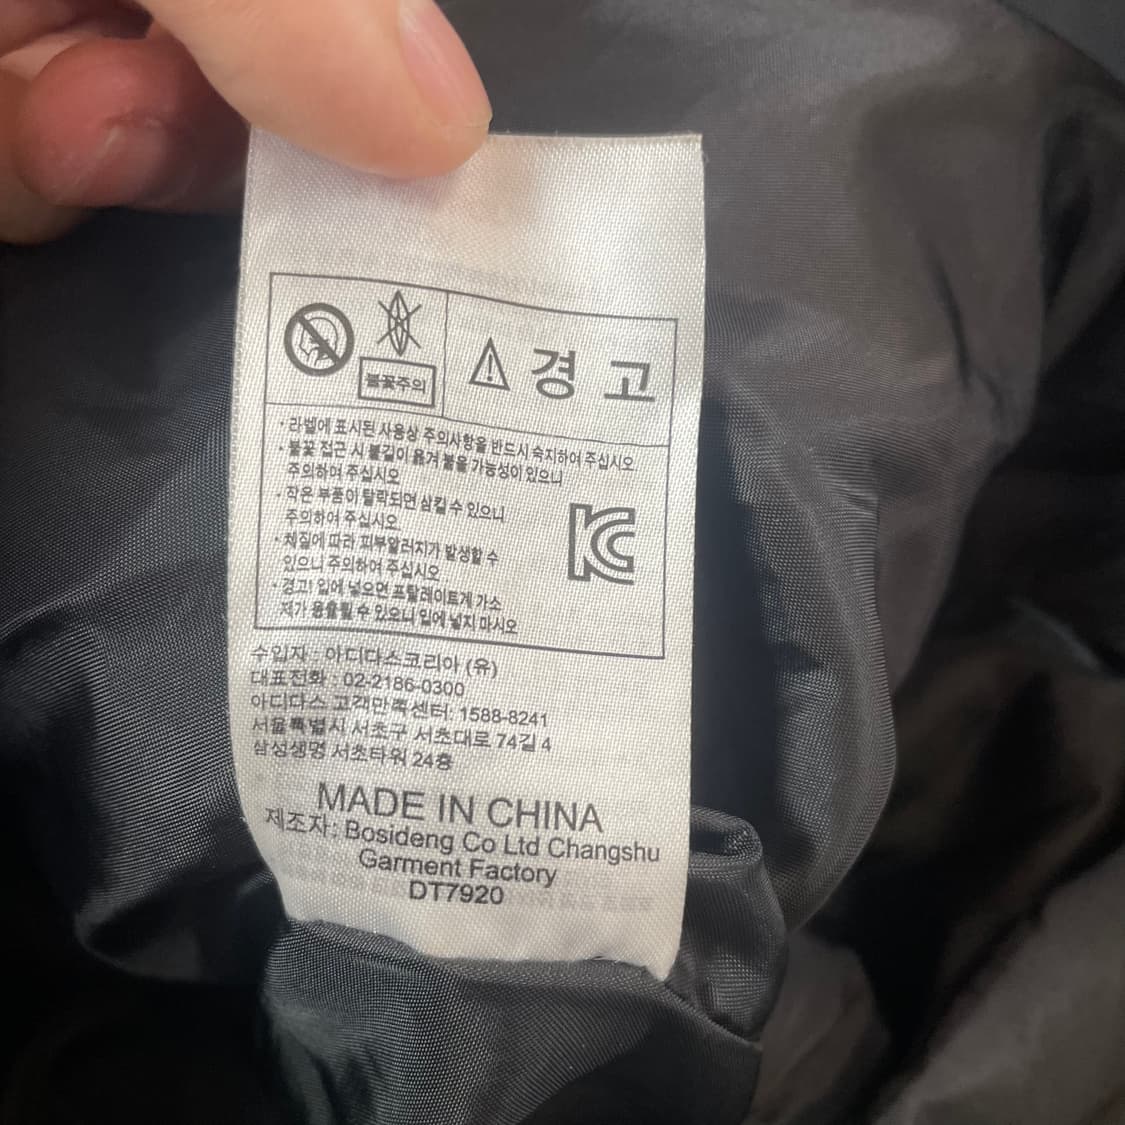 불꽃주의
경 고
· 라벨에 표시된 사용상 주의사항을 반드시 숙지하여 주십시오
· 불꽃 접근 시 불길이 옮겨 붙을 가능성이 있으니
주의하여 주십시오
· 작은 부품이 탈락되면 삼킬 수 있으니
주의하여 주십시오
· 체질에 따라 피부알러지가 발생할 수
있으니 주의하여 주십시오
· 경고! 입에 넣으면 프탈레이트계 가소
제가 용출될 수 있으니 입에 넣지 마시오
KC
수입자 : 아디다스코리아 (유)
대표전화 : 02-2186-0300
아디다스 고객만족센터: 1588-8241
서울특별시 서초구 서초대로 74길 4
삼성생명 서초타워 24층
MADE IN CHINA
제조자: Bosideng Co Ltd Changshu
Garment Factory
DT7920